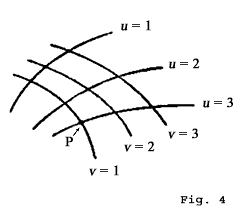 u = 1
u = 2
u = 3
v = 3
P
v = 2
v = 1
Fig. 4